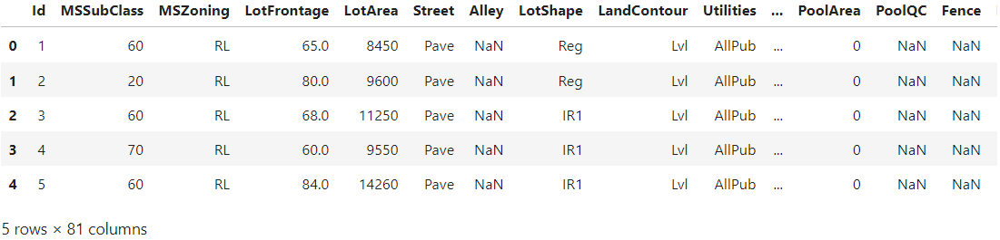 Id MSSubClass MSZoning LotFrontage LotArea Street Alley LotShape LandContour Utilities ... PoolArea PoolQC Fence
0 1 60 RL 65.0 8450 Pave NaN Reg Lvl AllPub ... 0 NaN NaN
1 2 20 RL 80.0 9600 Pave NaN Reg Lvl AllPub ... 0 NaN NaN
2 3 60 RL 68.0 11250 Pave NaN IR1 Lvl AllPub ... 0 NaN NaN
3 4 70 RL 60.0 9550 Pave NaN IR1 Lvl AllPub ... 0 NaN NaN
4 5 60 RL 84.0 14260 Pave NaN IR1 Lvl AllPub ... 0 NaN NaN
5 rows × 81 columns